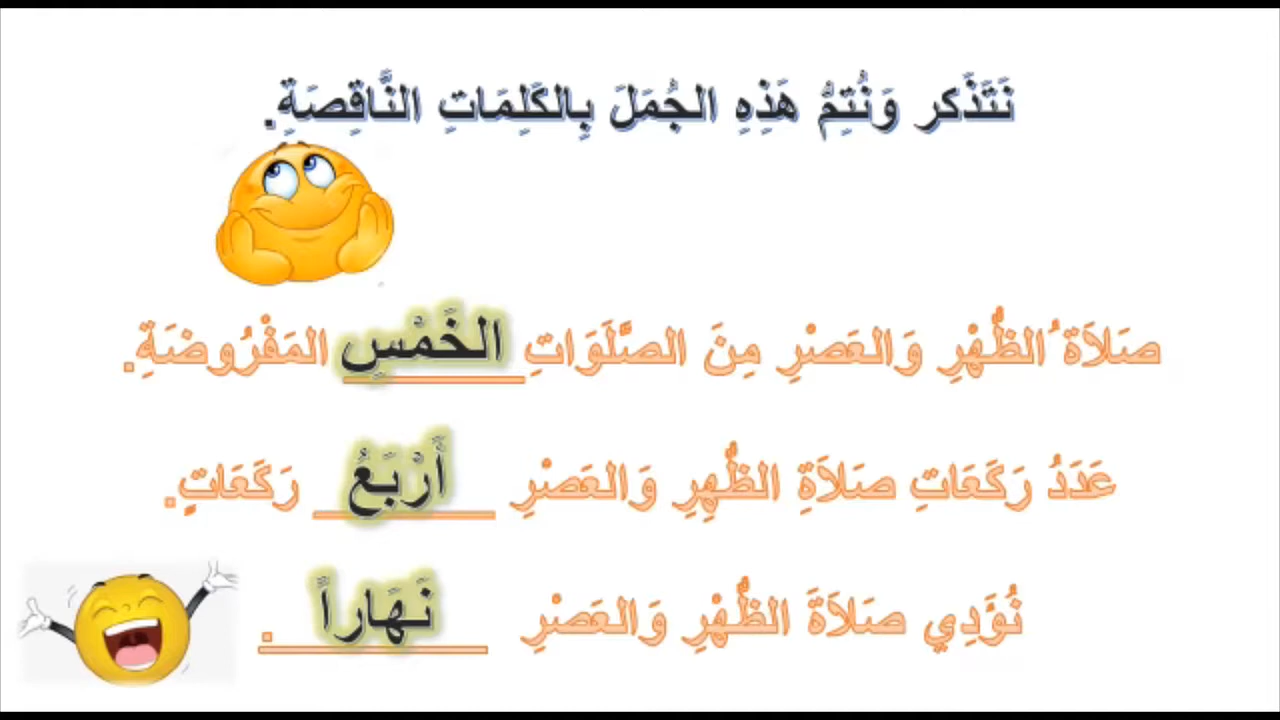 نَتَذَكر وَنُتِمُّ هَذِهِ الجُمَلَ بِالكَلِمَاتِ النَّاقِصَةِ.
صَلاَة ُالظُّهْرِ وَالعَصْرِ مِنَ الصَّلَوَاتِ الخَمْسِ المَفْرُوضَةِ.
عَدَدُ رَكَعَاتِ صَلاَةِ الظُّهِرِ وَالعَصْرِ أَرْبَعُ رَكَعَاتٍ.
نُؤَدِي صَلاَةَ الظُّهْرِ وَالعَصْرِ نَهَاراً .